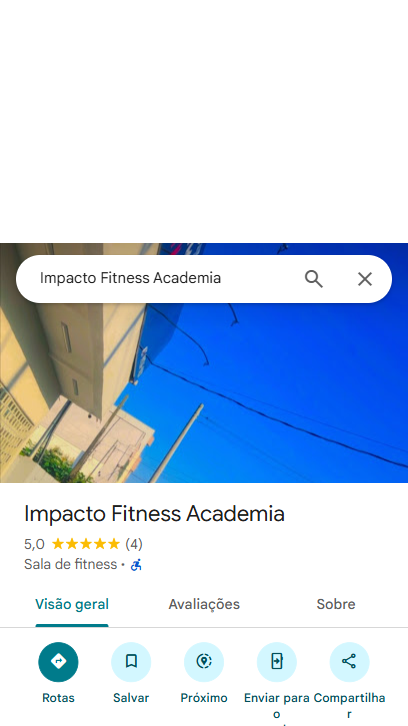 Impacto Fitness Academia
Impacto Fitness Academia
5,0 (4)
Sala de fitness ·
Visão geral Avaliações Sobre
Rotas Salvar Próximo Enviar para o Compartilhar